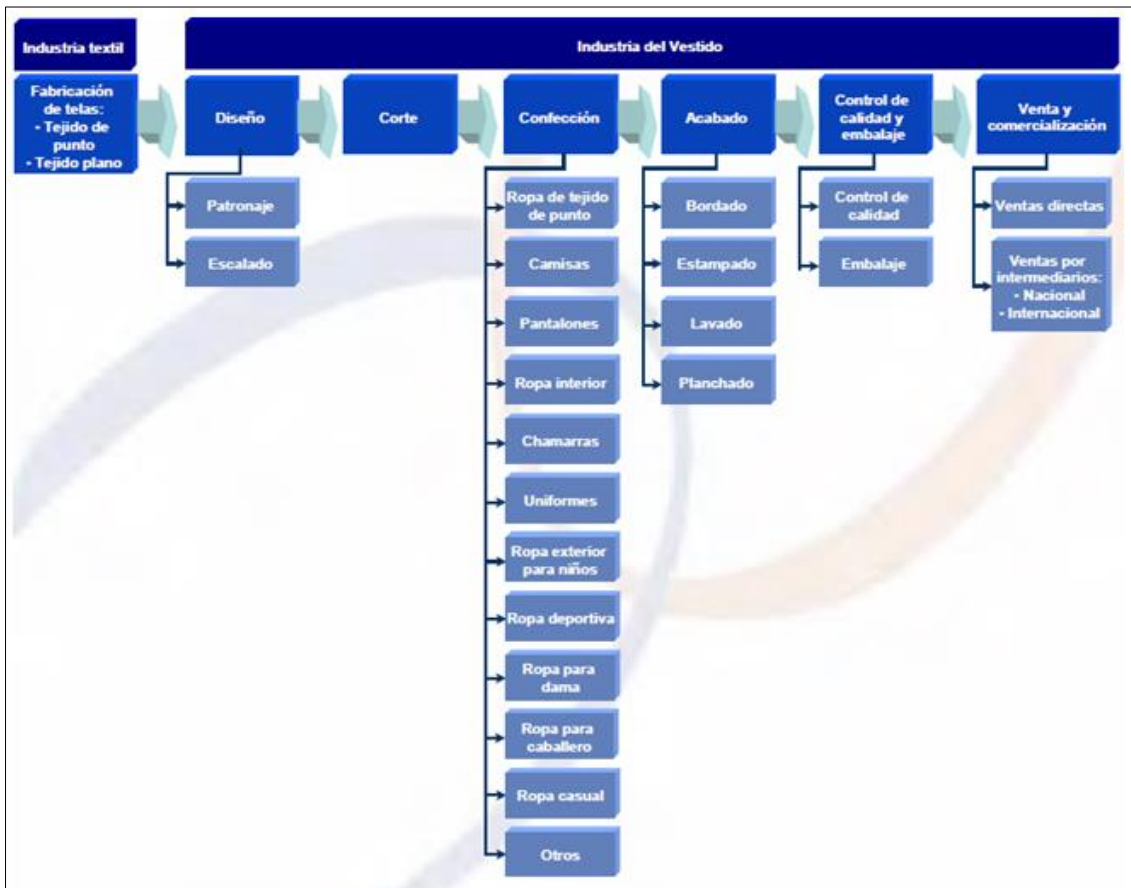 Industria textil
Industria del Vestido
Fabricación
de telas:
- Tejido de
punto
- Tejido plano
Diseño
Corte
Confección
Acabado
Control de
calidad y
embalaje
Venta y
comercialización
Patronaje
Escalado
Ropa de tejido
de punto
Camisas
Pantalones
Ropa interior
Chamarras
Uniformes
Ropa exterior
para niños
Ropa deportiva
Ropa para
dama
Ropa para
caballero
Ropa casual
Otros
Bordado
Estampado
Lavado
Planchado
Control de
calidad
Embalaje
Ventas directas
Ventas por
intermediarios:
- Nacional
- Internacional